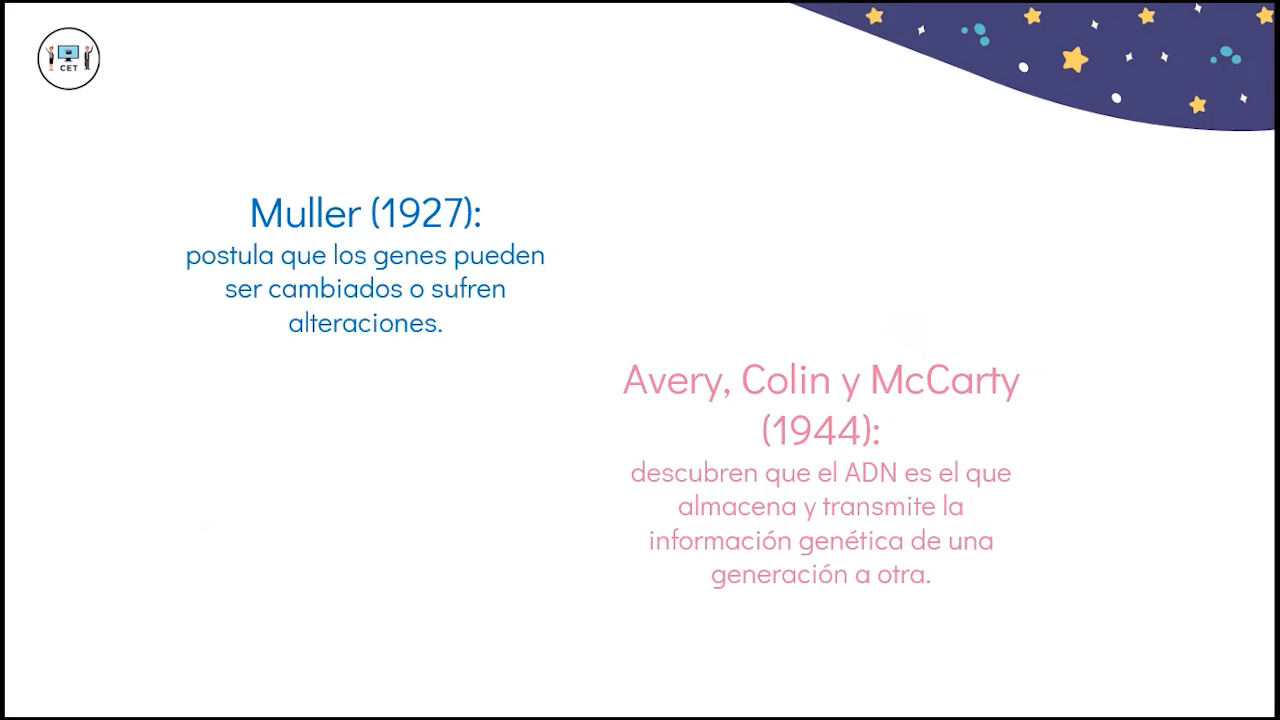 CET
Muller (1927):
postula que los genes pueden
ser cambiados o sufren
alteraciones.
Avery, Colin y McCarty
(1944):
descubren que el ADN es el que
almacena y transmite la
información genética de una
generación a otra.